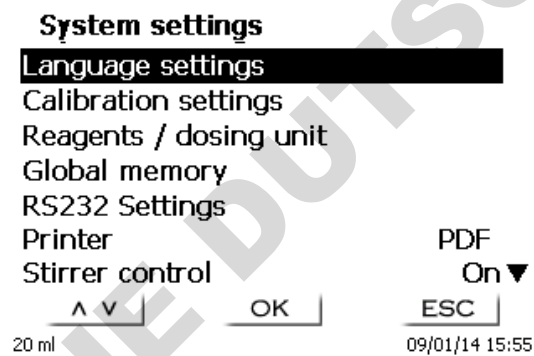 System settings
Language settings
Calibration settings
Reagents / dosing unit
Global memory
RS232 Settings
Printer PDF
Stirrer control On ▼
∧ ∨ OK ESC
20 ml 09/01/14 15:55